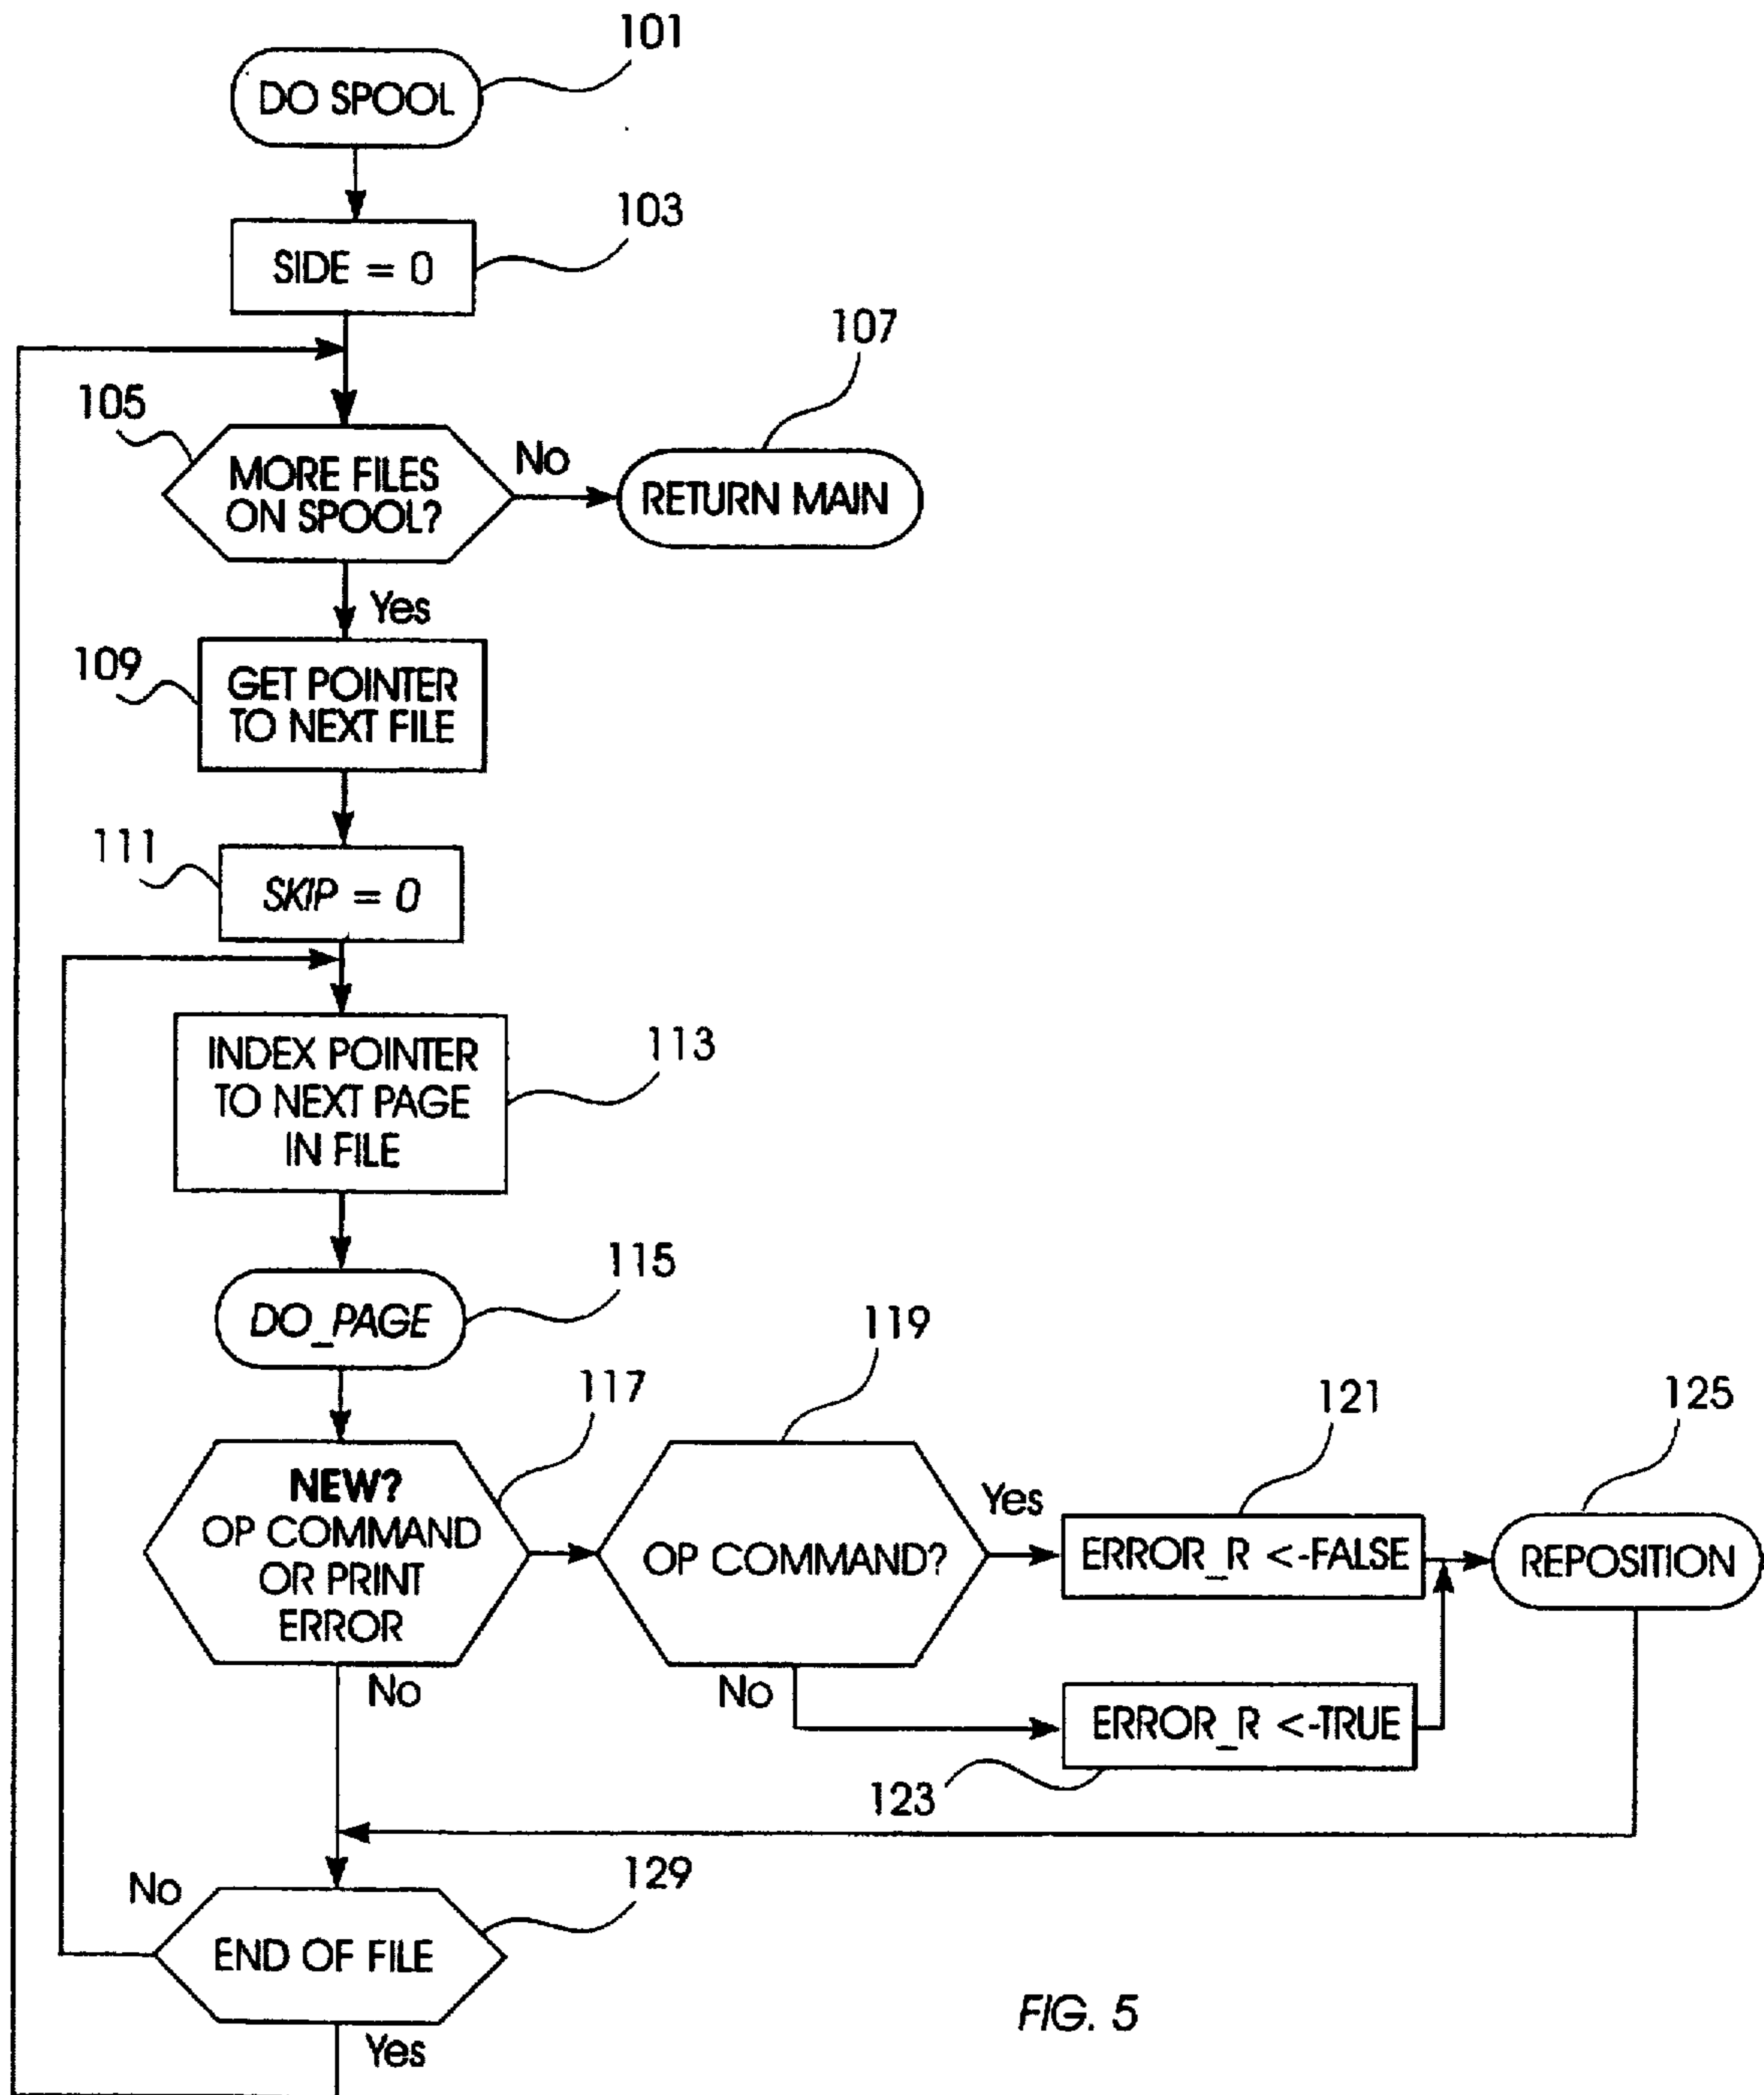 101
DO SPOOL
103
SIDE = 0
107
105
MORE FILES
ON SPOOL?
No
RETURN MAIN
Yes
109
GET POINTER
TO NEXT FILE
111
SKIP = 0
INDEX POINTER
TO NEXT PAGE
IN FILE
113
115
DO_PAGE
119
117
121
125
NEW?
OP COMMAND
OR PRINT
ERROR
OP COMMAND?
Yes
ERROR_R <-FALSE
REPOSITION
No
No
ERROR_R <-TRUE
123
129
No
END OF FILE
Yes
FIG. 5